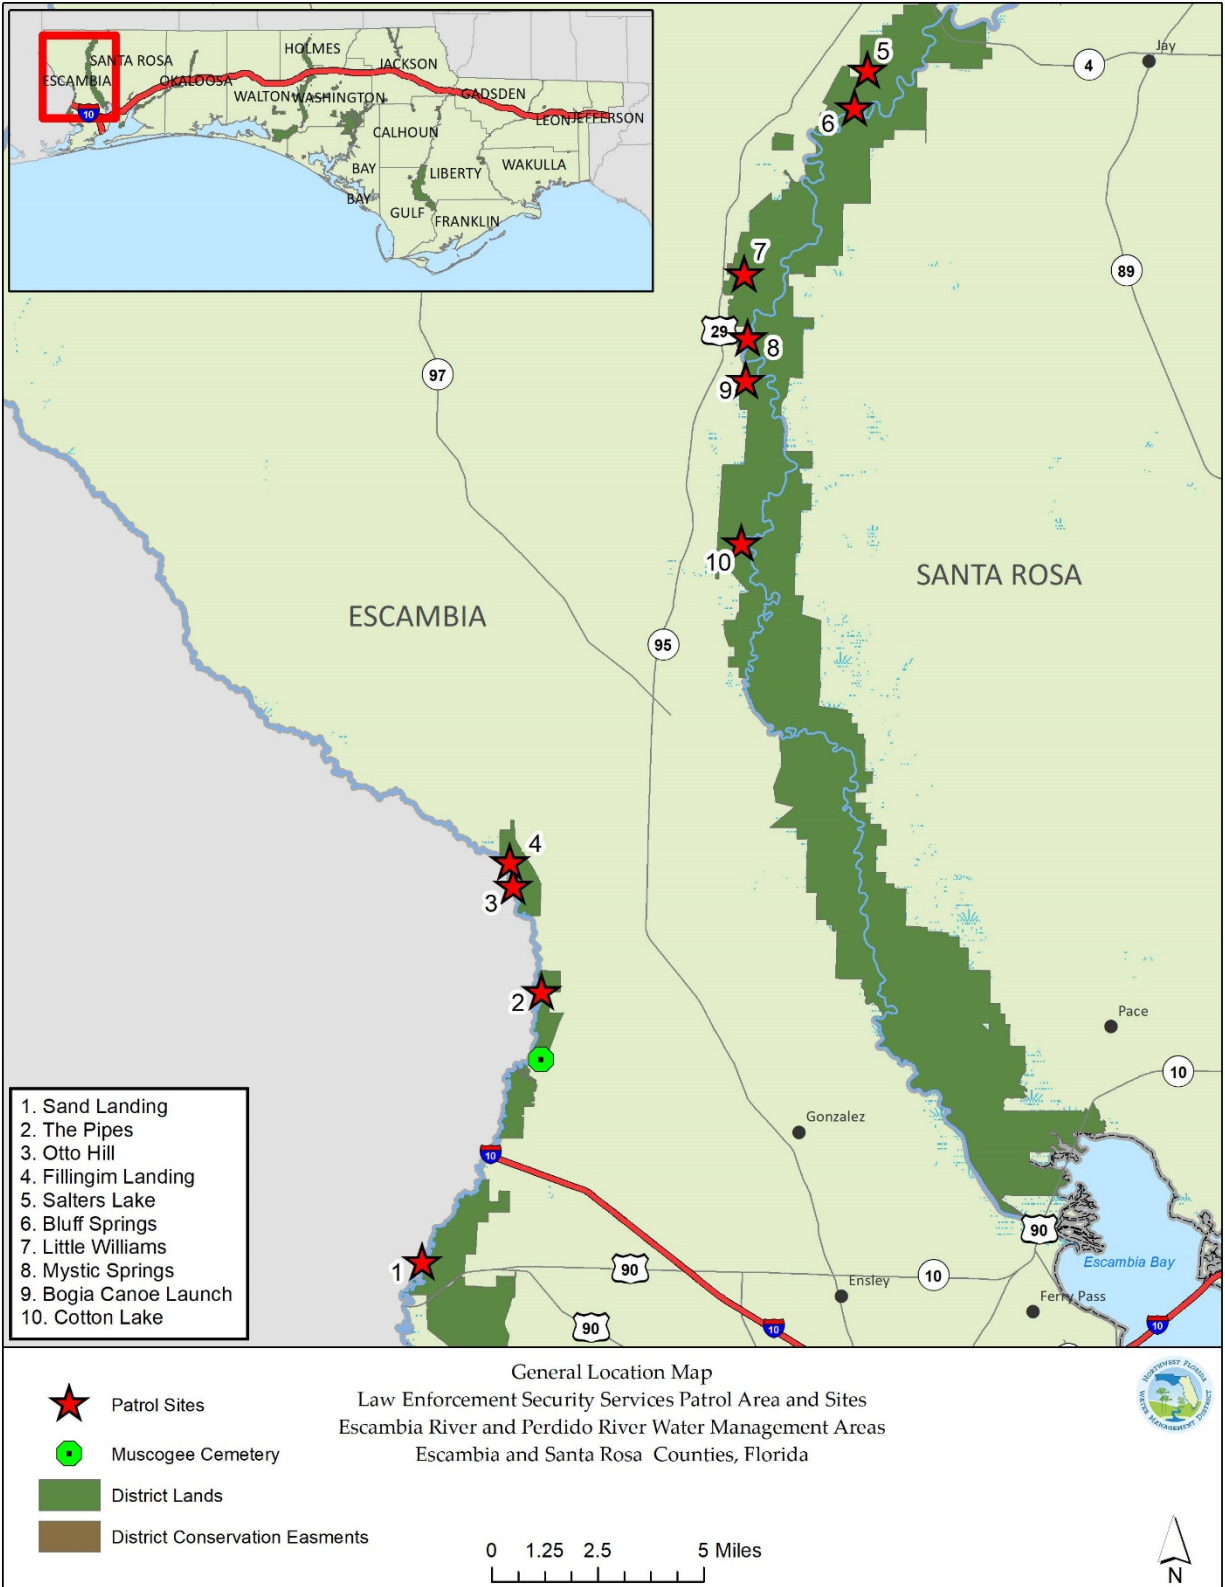 HOLMES
SANTA ROSA
JACKSON
ESCAMBIA
OKALOOSA
WALTON
WASHINGTON
GADSDEN
10
LEON
JEFFERSON
CALHOUN
BAY
LIBERTY
WAKULLA
BAY
GULF
FRANKLIN
5
4
Jay
6
7
89
29
8
97
9
10
SANTA ROSA
ESCAMBIA
95
4
3
2
Pace
10
Gonzalez
10
90
1
90
Ensley
10
Escambia Bay
Ferry Pass
90
10
10
1. Sand Landing
2. The Pipes
3. Otto Hill
4. Fillingim Landing
5. Salters Lake
6. Bluff Springs
7. Little Williams
8. Mystic Springs
9. Bogia Canoe Launch
10. Cotton Lake
General Location Map
Law Enforcement Security Services Patrol Area and Sites
Escambia River and Perdido River Water Management Areas
Escambia and Santa Rosa Counties, Florida
Patrol Sites
Muscogee Cemetery
District Lands
District Conservation Easments
0 1.25 2.5 5 Miles
NORTHWEST FLORIDA
WATER MANAGEMENT DISTRICT
N